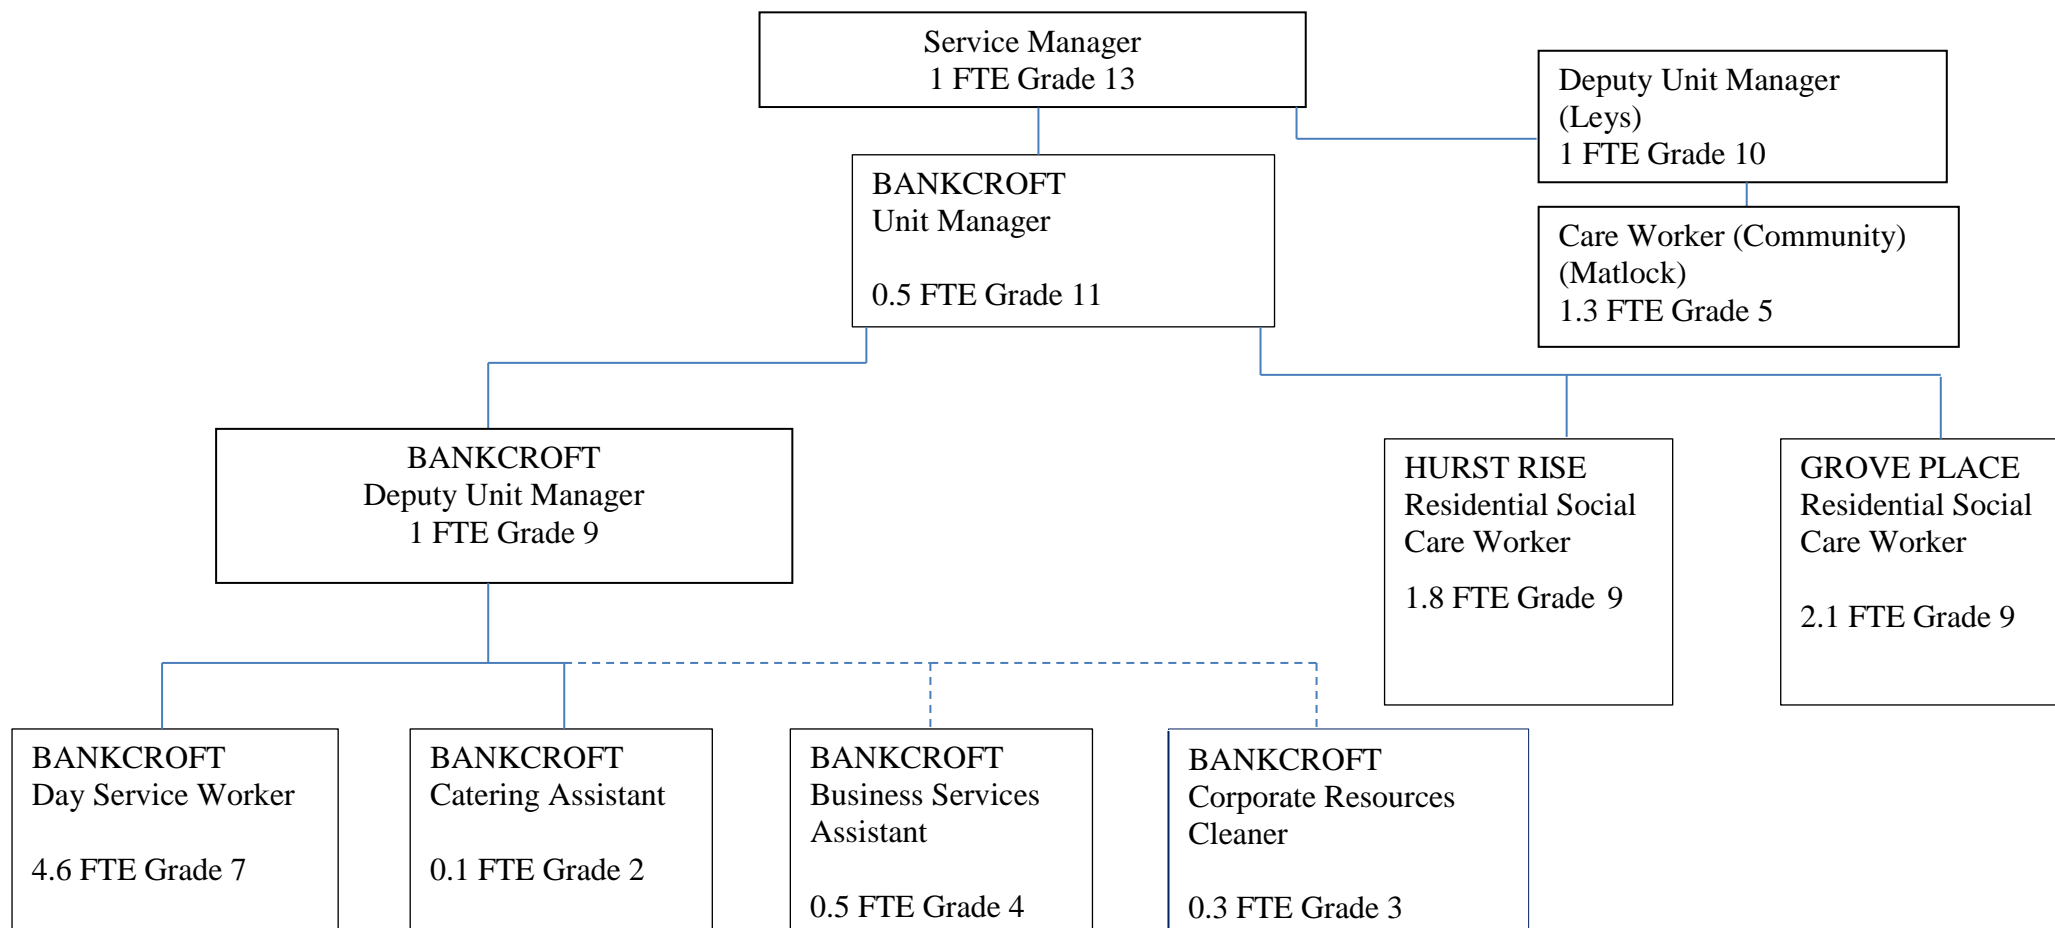 Service Manager
1 FTE Grade 13
Deputy Unit Manager
(Leys)
1 FTE Grade 10
BANKCROFT
Unit Manager
0.5 FTE Grade 11
Care Worker (Community)
(Matlock)
1.3 FTE Grade 5
BANKCROFT
Deputy Unit Manager
1 FTE Grade 9
HURST RISE
Residential Social
Care Worker
1.8 FTE Grade 9
GROVE PLACE
Residential Social
Care Worker
2.1 FTE Grade 9
BANKCROFT
Day Service Worker
4.6 FTE Grade 7
BANKCROFT
Catering Assistant
0.1 FTE Grade 2
BANKCROFT
Business Services
Assistant
0.5 FTE Grade 4
BANKCROFT
Corporate Resources
Cleaner
0.3 FTE Grade 3